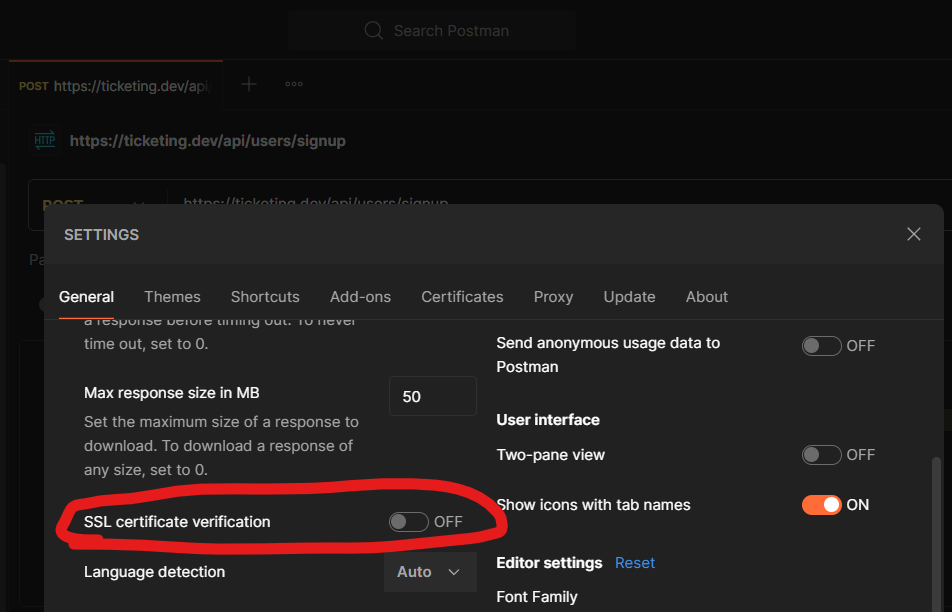 Search Postman
POST https://ticketing.dev/api/
HTTP https://ticketing.dev/api/users/signup
POST https://ticketing.dev/api/users/signup
SETTINGS
General Themes Shortcuts Add-ons Certificates Proxy Update About
a response before timing out. To never
time out, set to 0.
Max response size in MB 50
Set the maximum size of a response to
download. To download a response of
any size, set to 0.
SSL certificate verification OFF
Language detection Auto
Send anonymous usage data to
Postman OFF
User interface
Two-pane view OFF
Show icons with tab names ON
Editor settings Reset
Font Family